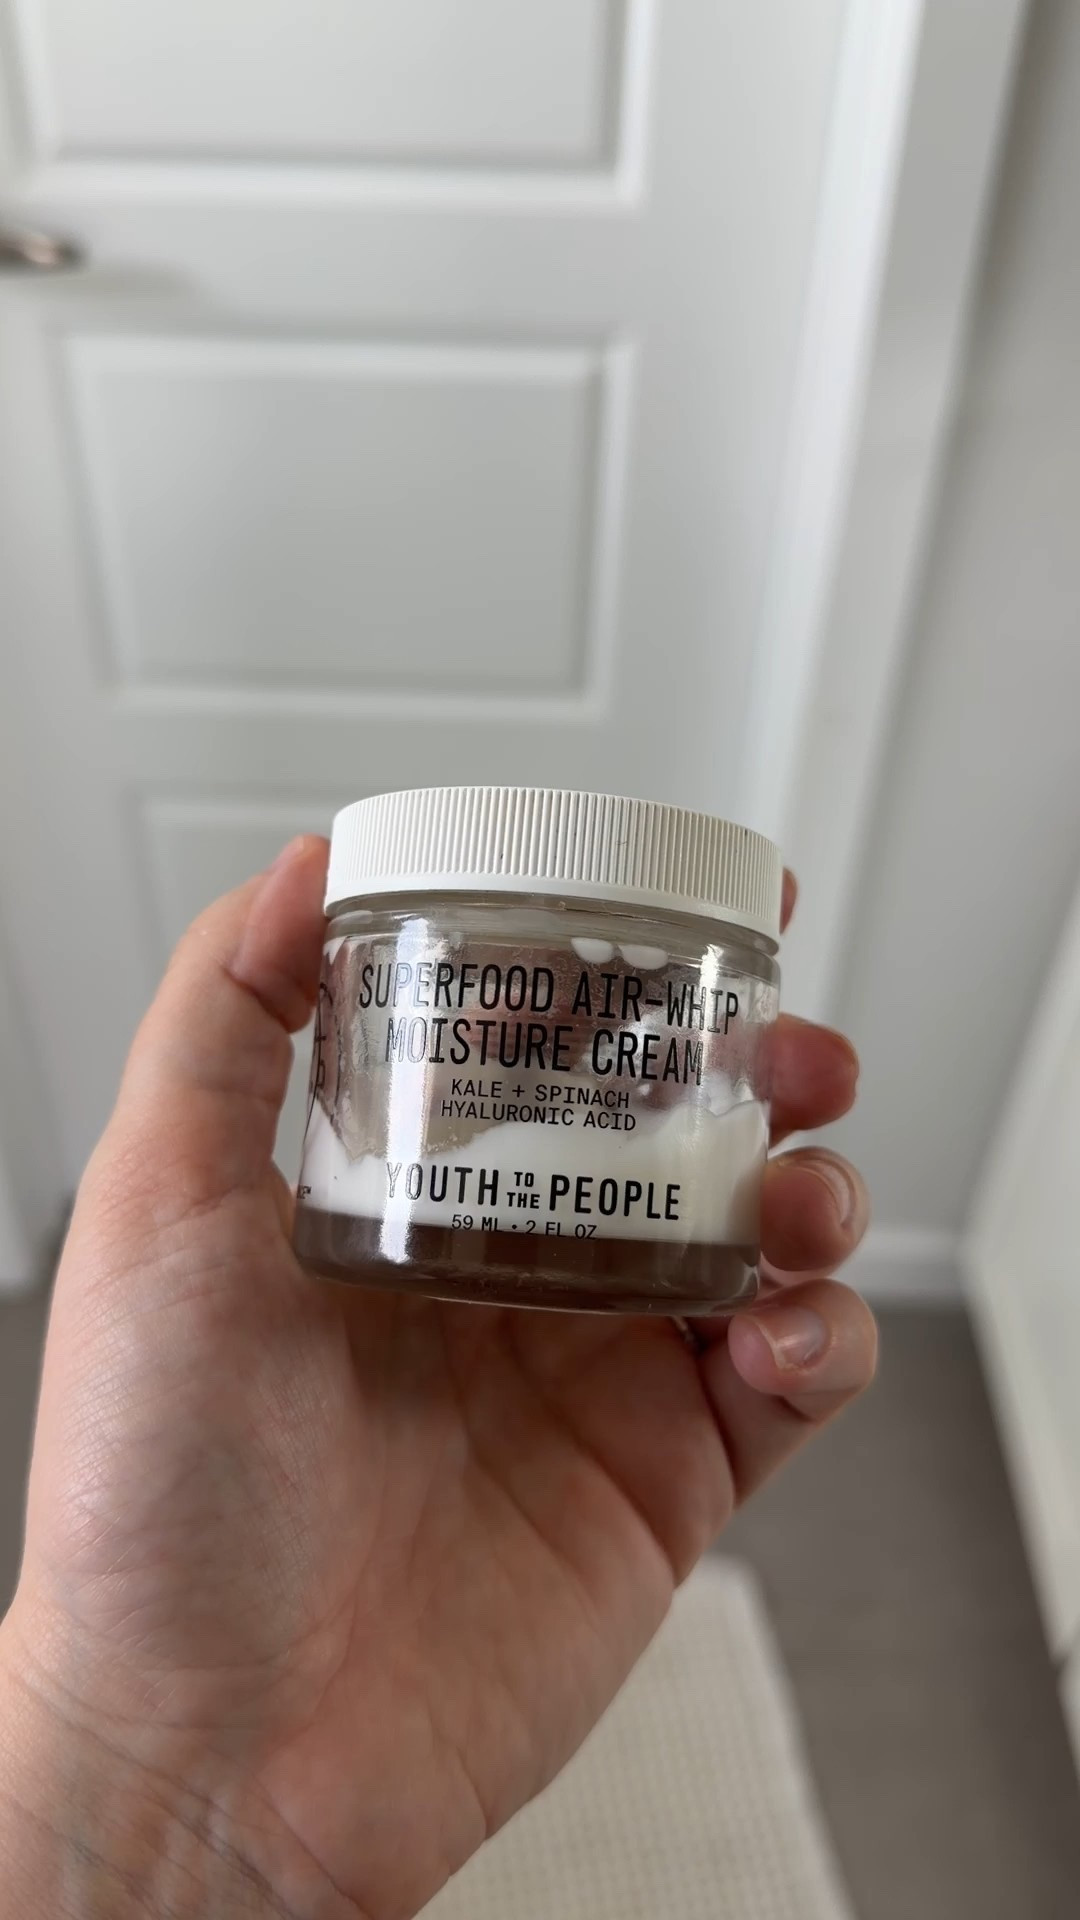 SUPERFOOD AIR-WHIP
MOISTURE CREAM
KALE + SPINACH
HYALURONIC ACID
YOUTH TO THE PEOPLE
59 ML • 2 FL OZ